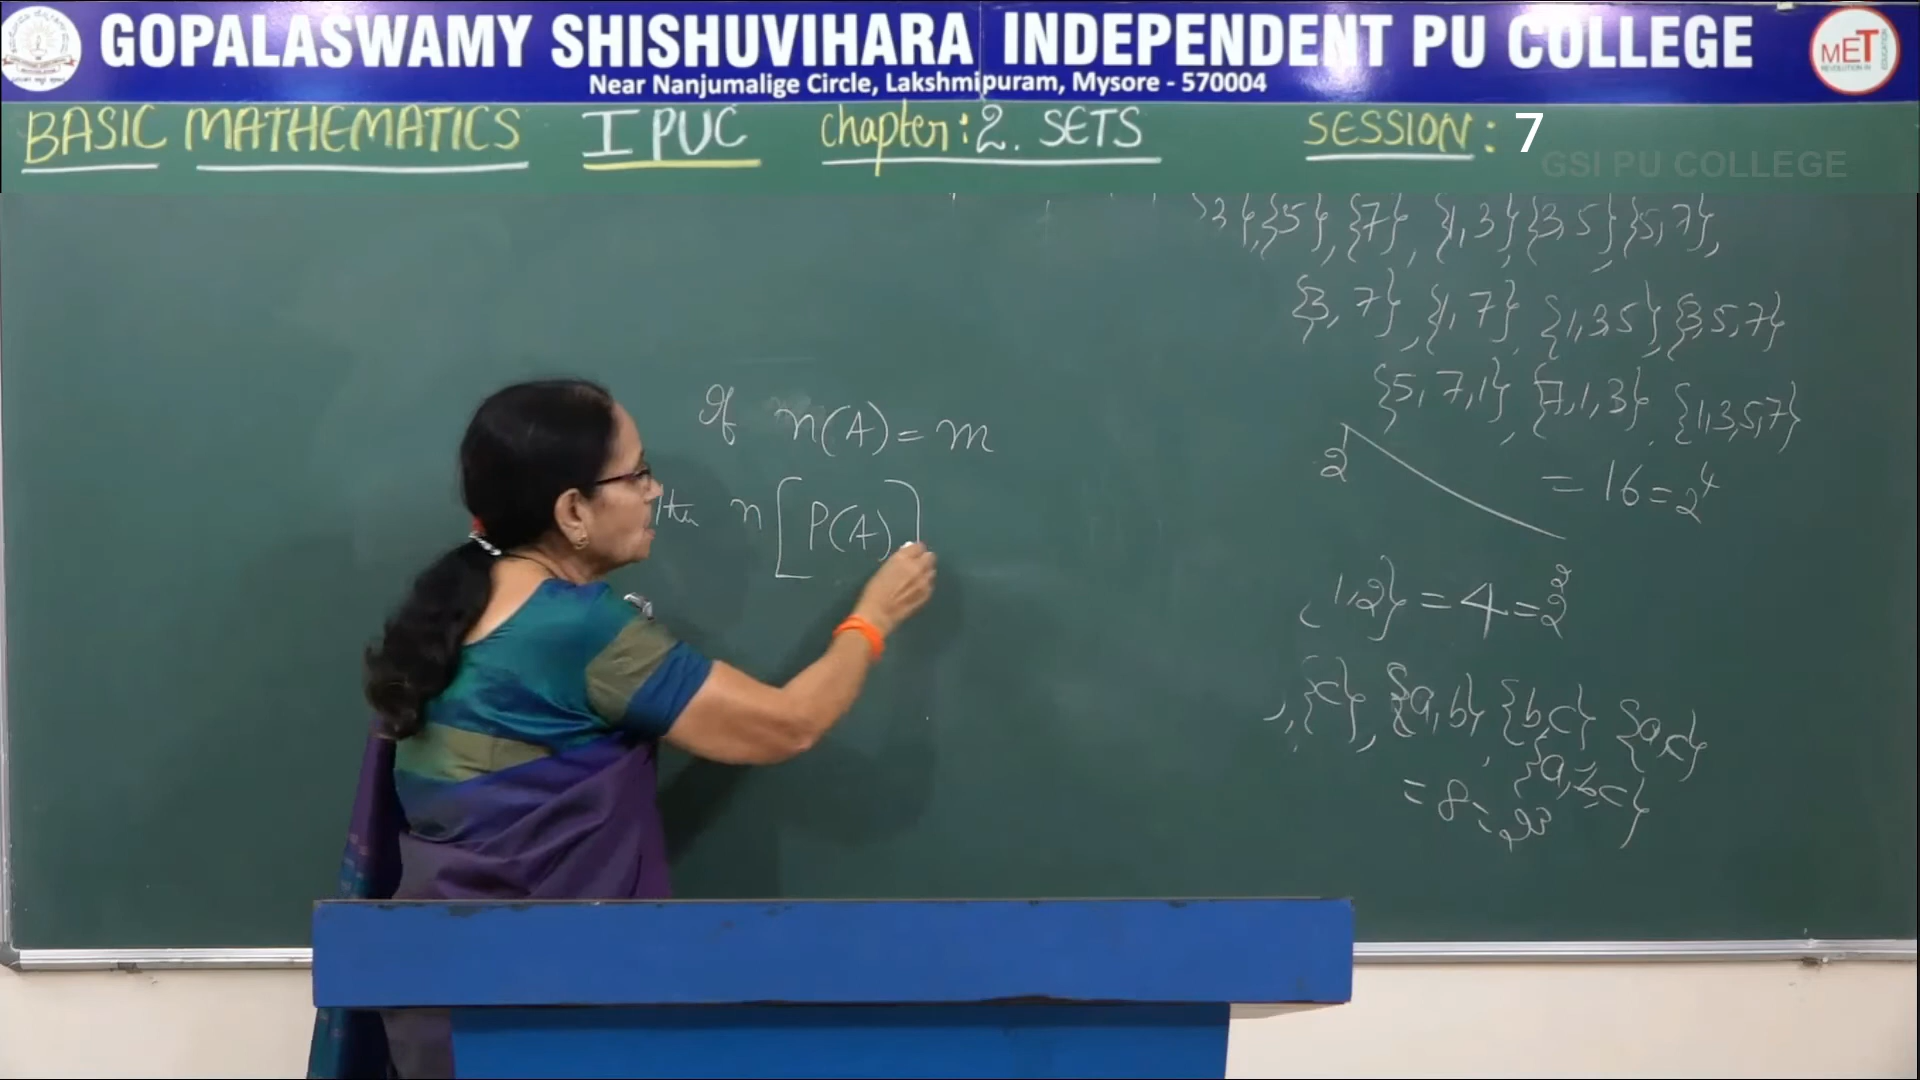 GOPALASWAMY SHISHUVIHARA INDEPENDENT PU COLLEGE
Near Nanjumalige Circle, Lakshmipuram, Mysore - 570004
MET
BASIC MATHEMATICS I PUC Chapter: 2. SETS SESSION: 7
GSI PU COLLEGE
3}, {5}, {7}, {1,3} {3,5} {5,7},
{3,7}, {1,7}, {1,3,5}, {3,5,7}
{5,7,1}, {7,1,3}, {1,3,5,7}
2
= 16 = 2⁴
If n(A) = m
then n[P(A)]
1,2} = 4 = 2²
, {c}, {a,b}, {b,c} {a,c}
{a,b,c}
= 8 = 2³